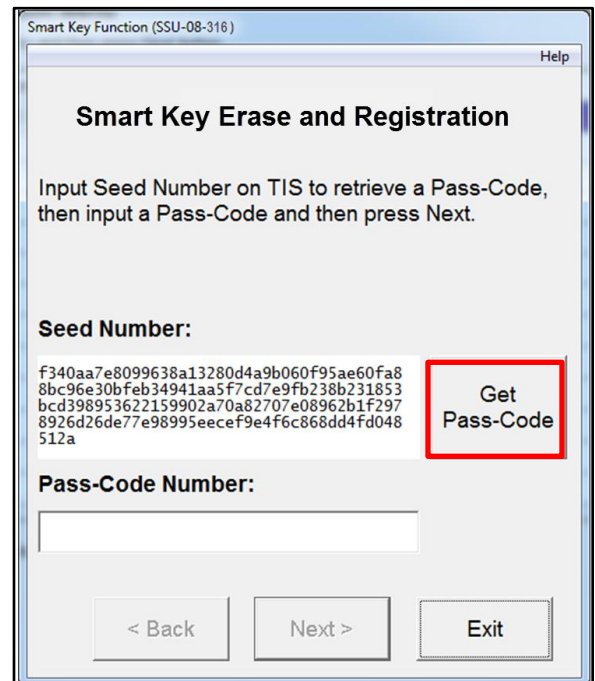 Smart Key Function (SSU-08-316)
Help
Smart Key Erase and Registration
Input Seed Number on TIS to retrieve a Pass-Code,
then input a Pass-Code and then press Next.
Seed Number:
f340aa7e8099638a13280d4a9b060f95ae60fa8
8bc96e30bfeb34941aa5f7cd7e9fb238b231853
bcd398953622159902a70a82707e08962b1f297
8926d26de77e98995eecef9e4f6c868dd4fd048
512a
Get
Pass-Code
Pass-Code Number:
< Back
Next >
Exit